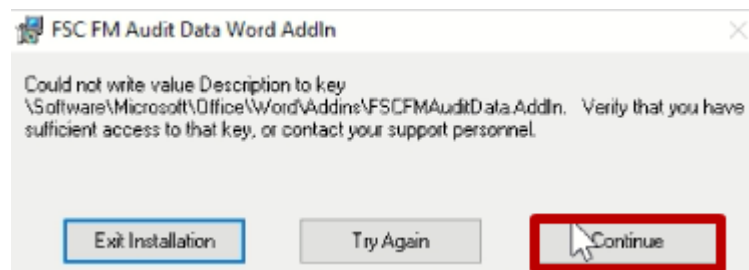 FSC FM Audit Data Word AddIn
Could not write value Description to key
\Software\Microsoft\Office\Word\Addins\FSCFMAuditData.AddIn. Verify that you have
sufficient access to that key, or contact your support personnel.
Exit Installation
Try Again
Continue